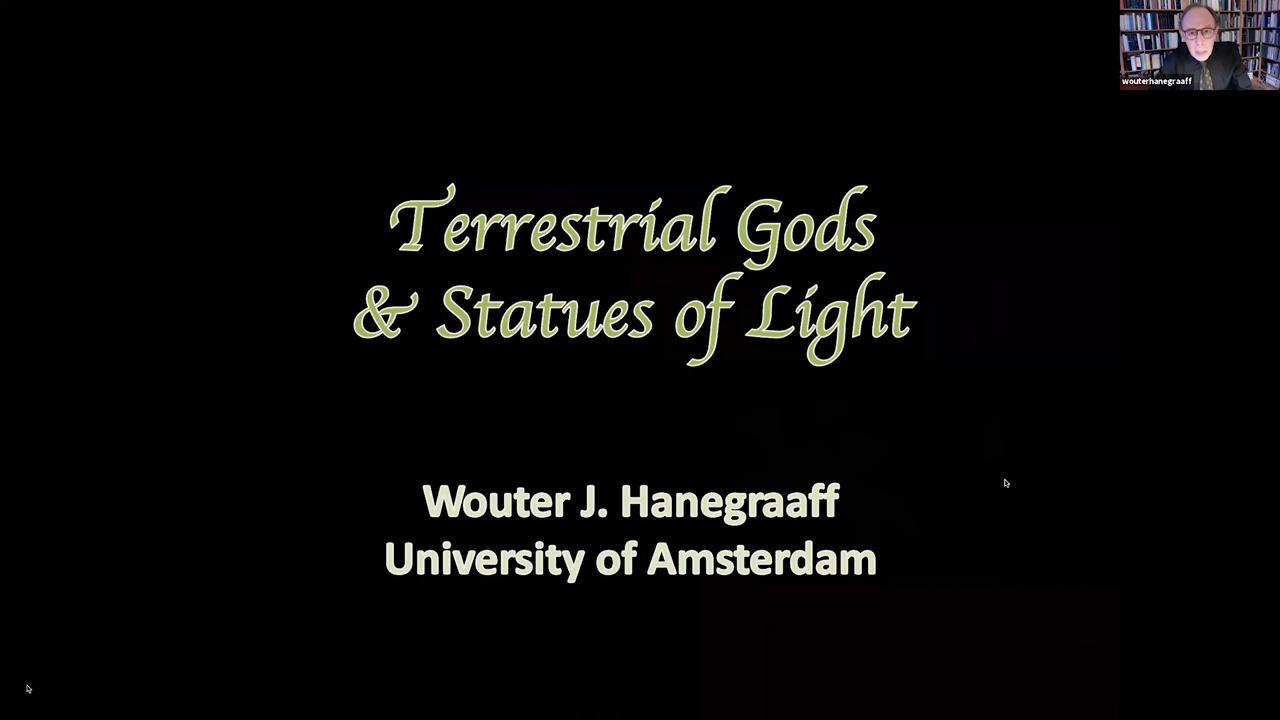 wouterhanegraaff
Terrestrial Gods
& Statues of Light
Wouter J. Hanegraaff
University of Amsterdam